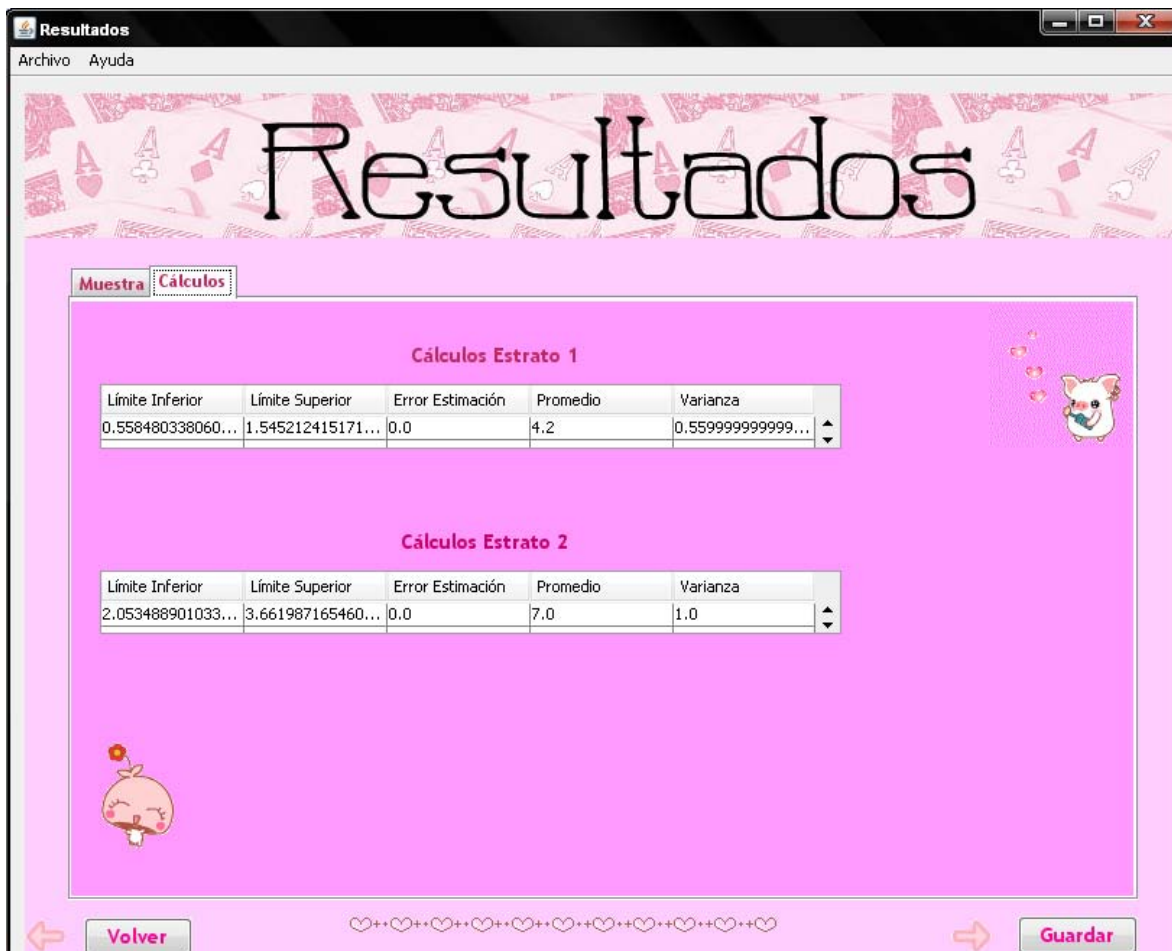 Resultados
Archivo Ayuda
Resultados
Muestra Cálculos
Cálculos Estrato 1
Límite Inferior Límite Superior Error Estimación Promedio Varianza
0.558480338060... 1.545212415171... 0.0 4.2 0.559999999999...
Cálculos Estrato 2
Límite Inferior Límite Superior Error Estimación Promedio Varianza
2.053488901033... 3.661987165460... 0.0 7.0 1.0
Volver Guardar